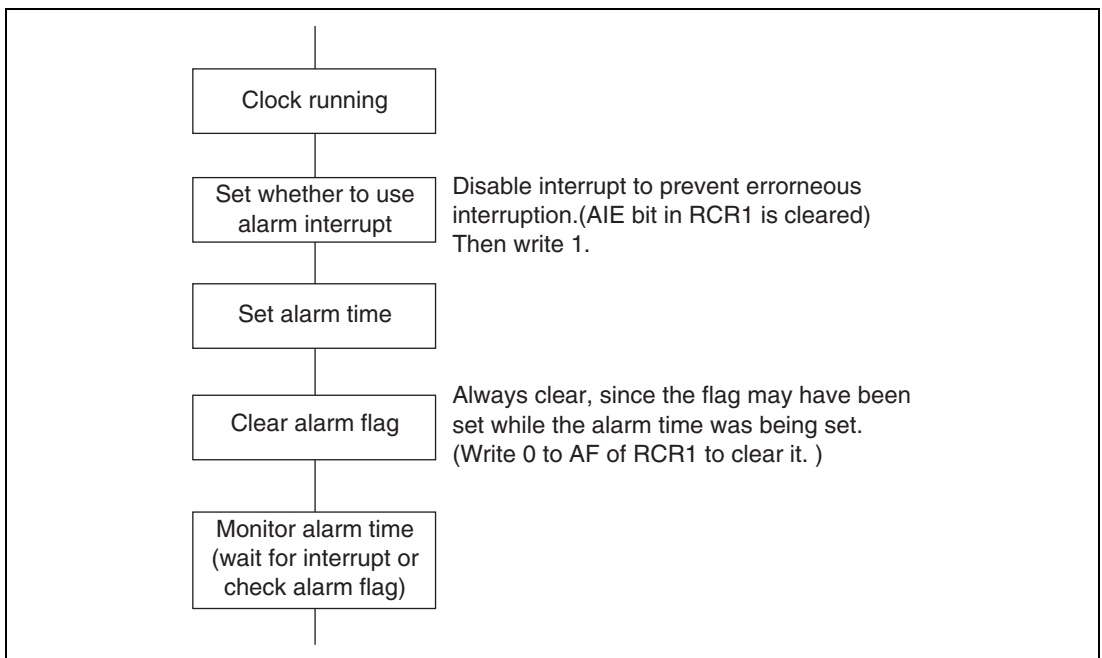 Clock running
Set whether to use
alarm interrupt
Disable interrupt to prevent errorneous
interruption.(AIE bit in RCR1 is cleared)
Then write 1.
Set alarm time
Clear alarm flag
Always clear, since the flag may have been
set while the alarm time was being set.
(Write 0 to AF of RCR1 to clear it. )
Monitor alarm time
(wait for interrupt or
check alarm flag)